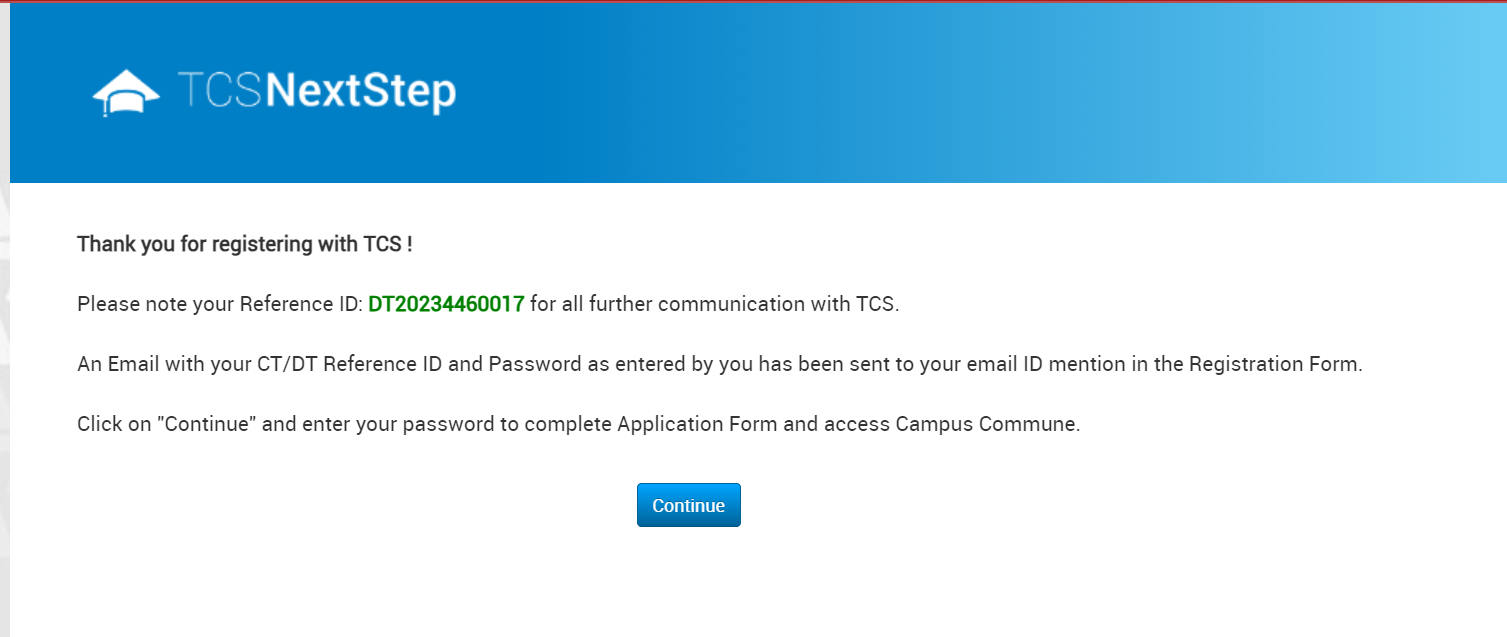 TCSNextStep
Thank you for registering with TCS !
Please note your Reference ID: DT20234460017 for all further communication with TCS.
An Email with your CT/DT Reference ID and Password as entered by you has been sent to your email ID mention in the Registration Form.
Click on "Continue" and enter your password to complete Application Form and access Campus Commune.
Continue